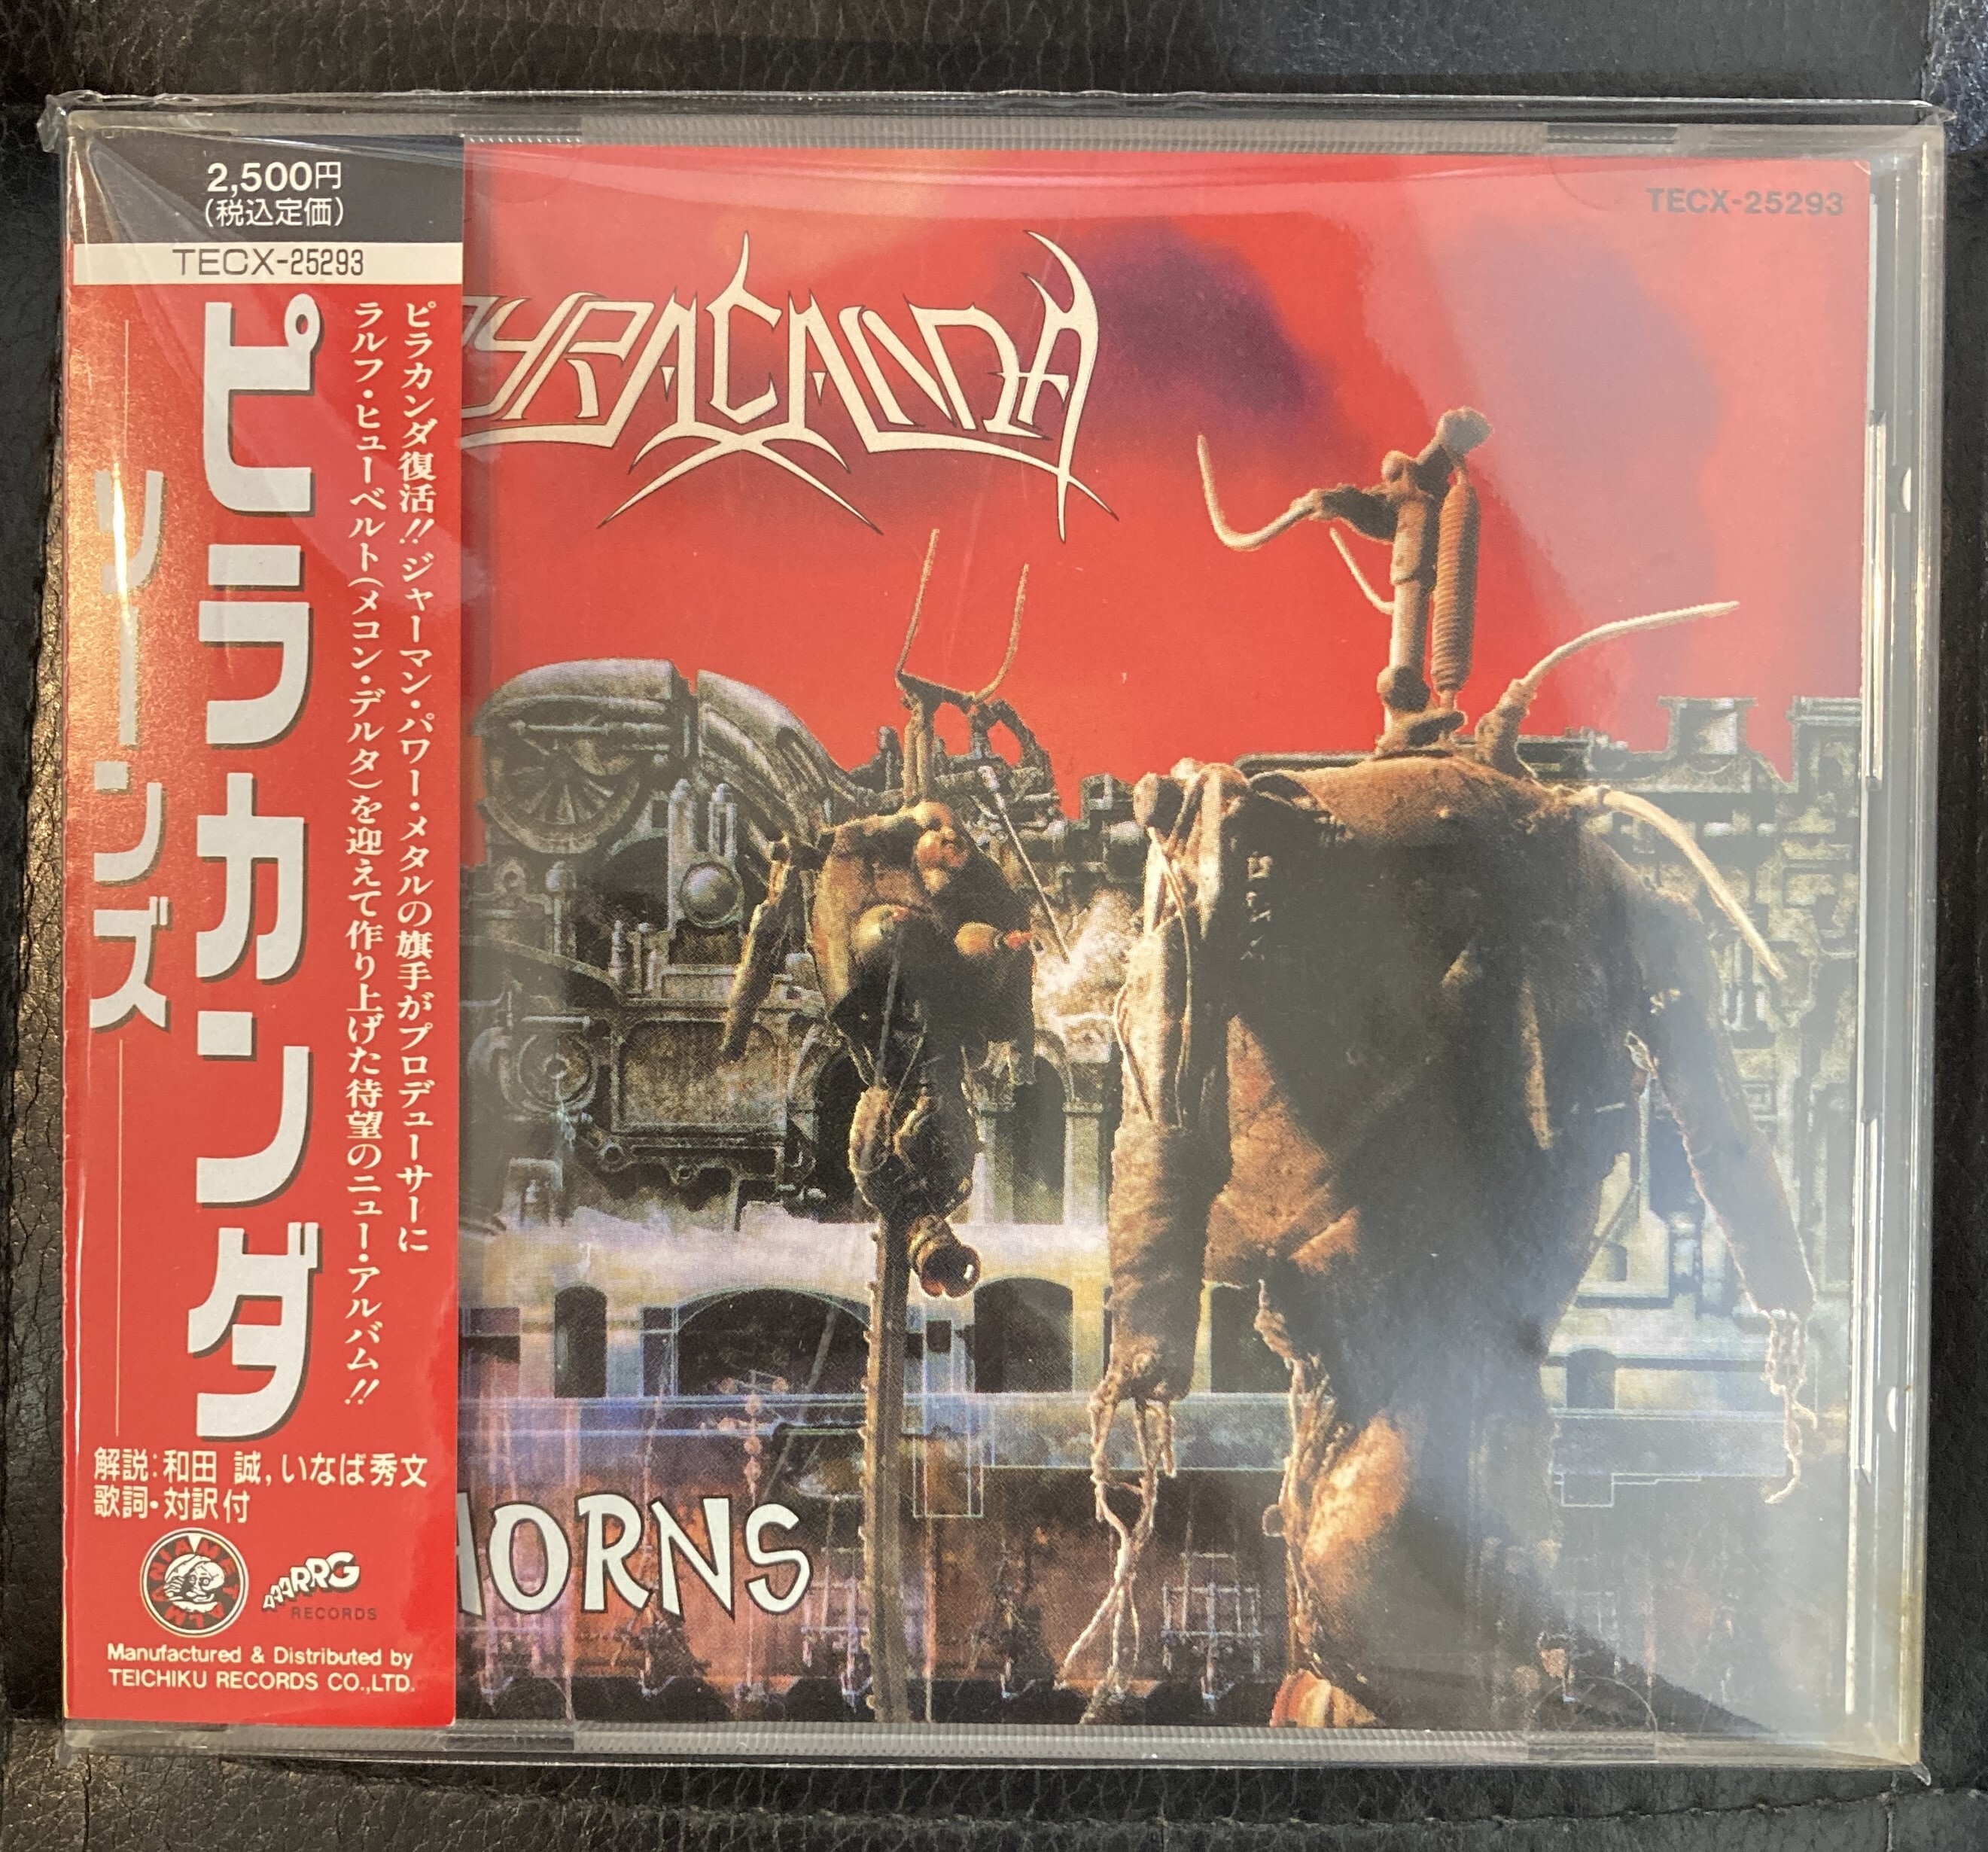 2,500円
(税込定価)
TECX-25293
ピラカンダ復活!!ジャーマン・パワー・メタルの旗手がプロデューサーに
ラルフ・ヒューベルト(メコン・デルタ)を迎えて作り上げた待望のニュー・アルバム!!
ピラカンダ
ソーンズ
解説:和田 誠,いなば秀文
歌詞・対訳付
MANIA METAL
AAARRG
RECORDS
Manufactured & Distributed by
TEICHIKU RECORDS CO.,LTD.
TECX-25293
PYRACANDA
HORNS